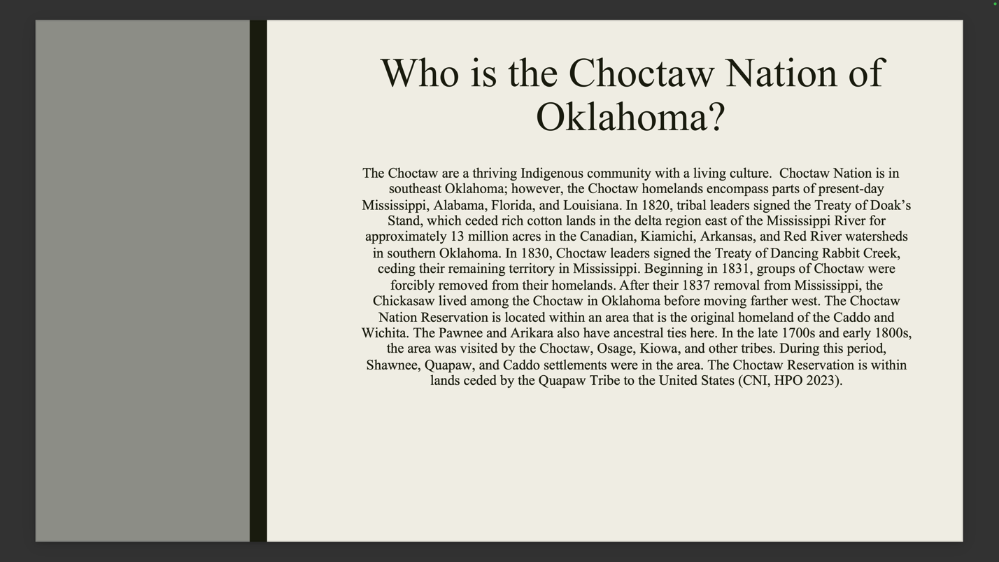 Who is the Choctaw Nation of
Oklahoma?
The Choctaw are a thriving Indigenous community with a living culture.  Choctaw Nation is in
southeast Oklahoma; however, the Choctaw homelands encompass parts of present-day
Mississippi, Alabama, Florida, and Louisiana. In 1820, tribal leaders signed the Treaty of Doak’s
Stand, which ceded rich cotton lands in the delta region east of the Mississippi River for
approximately 13 million acres in the Canadian, Kiamichi, Arkansas, and Red River watersheds
in southern Oklahoma. In 1830, Choctaw leaders signed the Treaty of Dancing Rabbit Creek,
ceding their remaining territory in Mississippi. Beginning in 1831, groups of Choctaw were
forcibly removed from their homelands. After their 1837 removal from Mississippi, the
Chickasaw lived among the Choctaw in Oklahoma before moving farther west. The Choctaw
Nation Reservation is located within an area that is the original homeland of the Caddo and
Wichita. The Pawnee and Arikara also have ancestral ties here. In the late 1700s and early 1800s,
the area was visited by the Choctaw, Osage, Kiowa, and other tribes. During this period,
Shawnee, Quapaw, and Caddo settlements were in the area. The Choctaw Reservation is within
lands ceded by the Quapaw Tribe to the United States (CNI, HPO 2023).